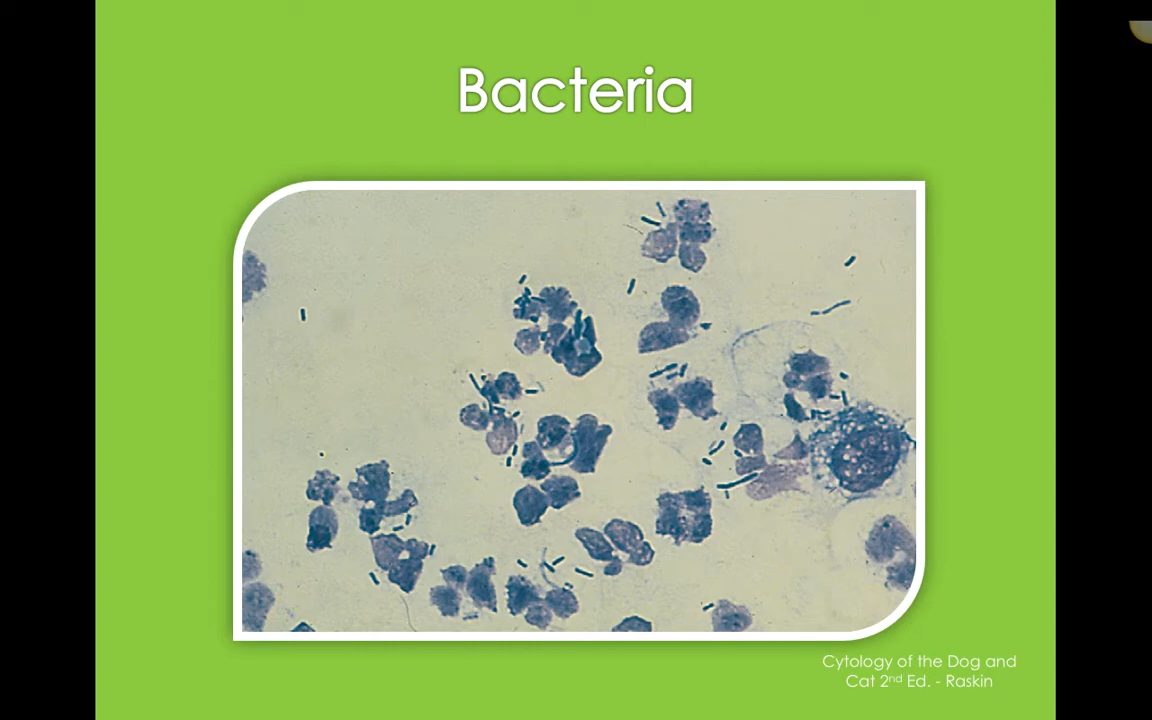 Bacteria
Cytology of the Dog and
Cat 2nd Ed. - Raskin